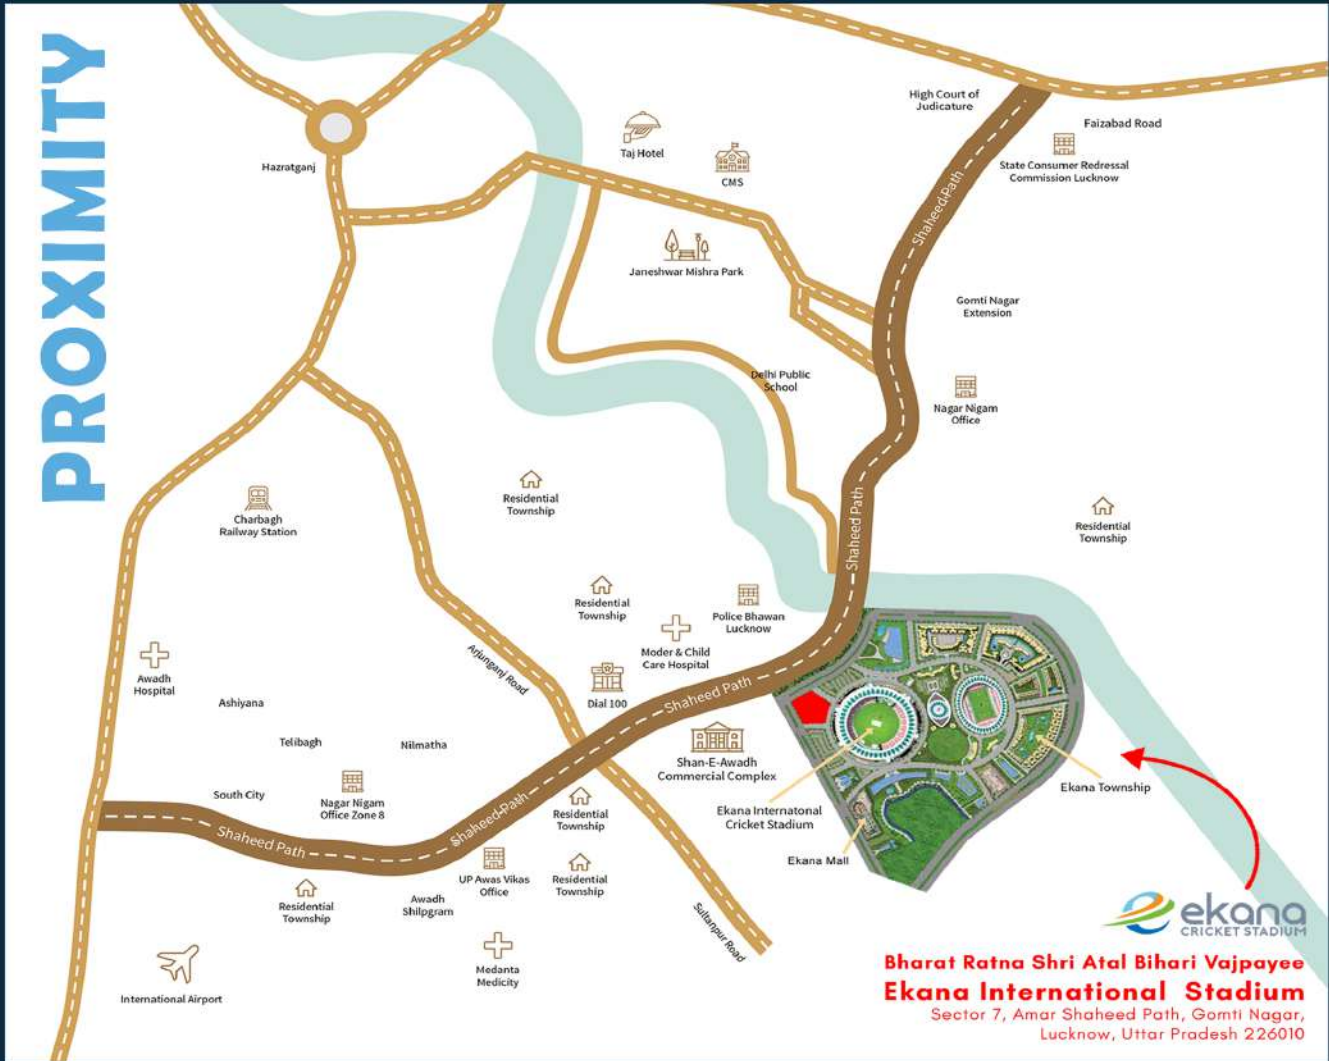 PROXIMITY
High Court of
Judicature
Faizabad Road
Taj Hotel
CMS
State Consumer Redressal
Commission Lucknow
Hazratganj
Shaheed Path
Janeshwar Mishra Park
Gomti Nagar
Extension
Delhi Public
School
Nagar Nigam
Office
Residential
Township
Charbagh
Railway Station
Shaheed Path
Residential
Township
Residential
Township
Police Bhawan
Lucknow
Moder & Child
Care Hospital
Arjunganj Road
Awadh
Hospital
Dial 100
Shaheed Path
Ashiyana
Telibagh
Nilmatha
Shan-E-Awadh
Commercial Complex
South City
Nagar Nigam
Office Zone 8
Residential
Township
Ekana Internatonal
Cricket Stadium
Ekana Township
Shaheed Path
Shaheed Path
Ekana Mall
UP Awas Vikas
Office
Residential
Township
Residential
Township
Awadh
Shilpgram
Sultanpur Road
Medanta
Medicity
International Airport
ekana
CRICKET STADIUM
Bharat Ratna Shri Atal Bihari Vajpayee
Ekana International Stadium
Sector 7, Amar Shaheed Path, Gomti Nagar,
Lucknow, Uttar Pradesh 226010